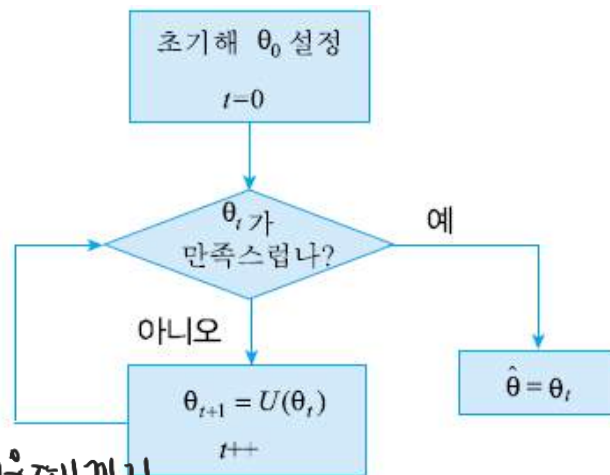 초기해 θ₀ 설정
t=0
θₜ가
만족스럽나?
예
아니오
θₜ₊₁ = U(θₜ)
t++
θ̂ = θₜ